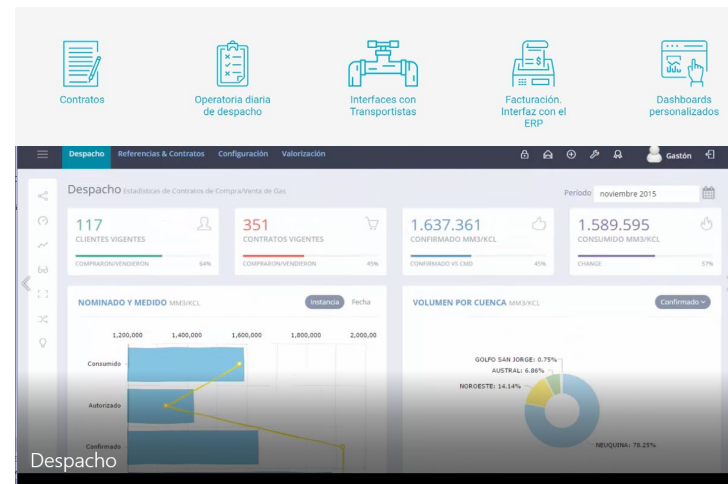 Contratos
Operatoria diaria
de despacho
Interfaces con
Transportistas
Facturación.
Interfaz con el
ERP
Dashboards
personalizados
Despacho Referencias & Contratos Configuración Valorización
Gastón
Despacho Estadísticas de Contratos de Compra/Venta de Gas
Período noviembre 2015
117
CLIENTES VIGENTES
COMPRARON/VENDIERON 64%
351
CONTRATOS VIGENTES
COMPRARON/VENDIERON 45%
1.637.361
CONFIRMADO MM3/KCL
CONFIRMADO VS CMD 45%
1.589.595
CONSUMIDO MM3/KCL
CHANGE 57%
NOMINADO Y MEDIDO MM3/KCL
Instancia Fecha
1,200,000 1,400,000 1,600,000 1,800,000 2,000,00
Consumido
Autorizado
Confirmado
VOLUMEN POR CUENCA MM3/KCL
Confirmado
GOLFO SAN JORGE: 0.75%
AUSTRAL: 6.86%
NOROESTE: 14.14%
NEUQUINA: 78.25%
Despacho